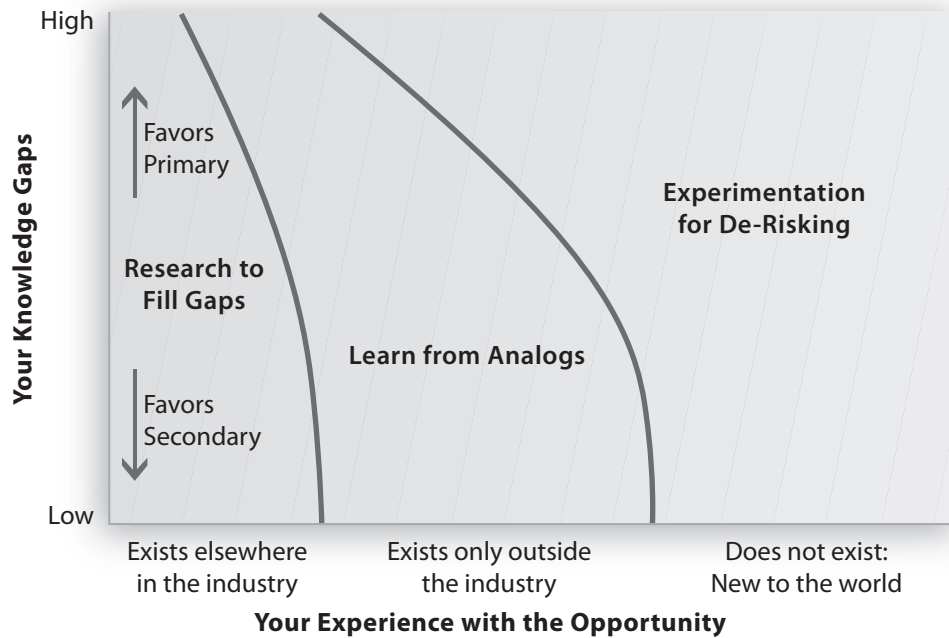 High
Your Knowledge Gaps
Favors
Primary
Research to
Fill Gaps
Favors
Secondary
Low
Learn from Analogs
Experimentation
for De-Risking
Exists elsewhere
in the industry
Exists only outside
the industry
Does not exist:
New to the world
Your Experience with the Opportunity